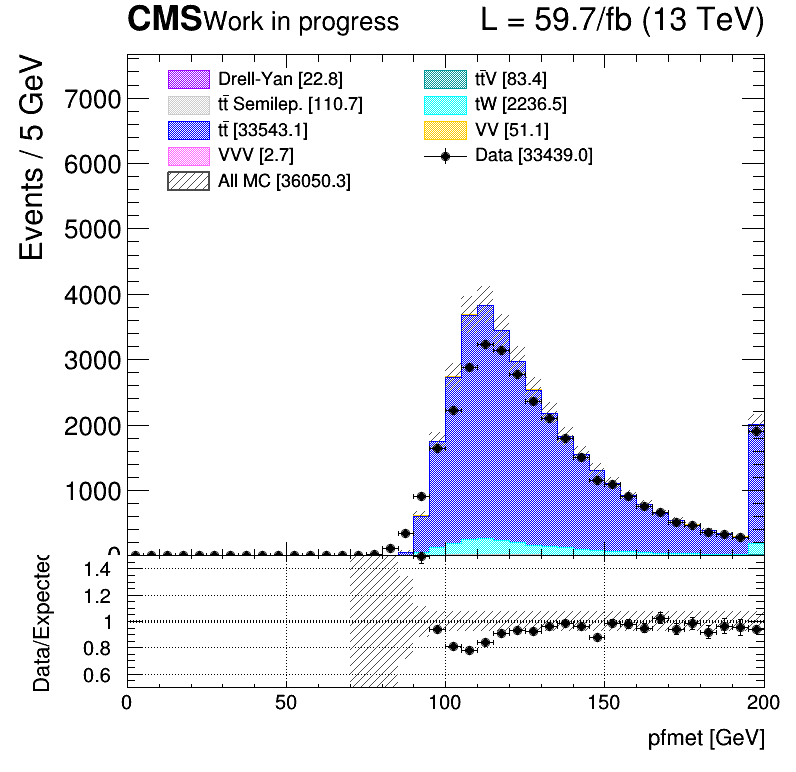 CMS Work in progress L = 59.7/fb (13 TeV)
Drell-Yan [22.8] tt̄V [83.4]
tt̄ Semilep. [110.7] tW [2236.5]
tt̄ [33543.1] VV [51.1]
VVV [2.7] Data [33439.0]
All MC [36050.3]
Events / 5 GeV
7000
6000
5000
4000
3000
2000
1000
0
Data/Expected
1.4
1.2
1
0.8
0.6
0 50 100 150 200
pfmet [GeV]